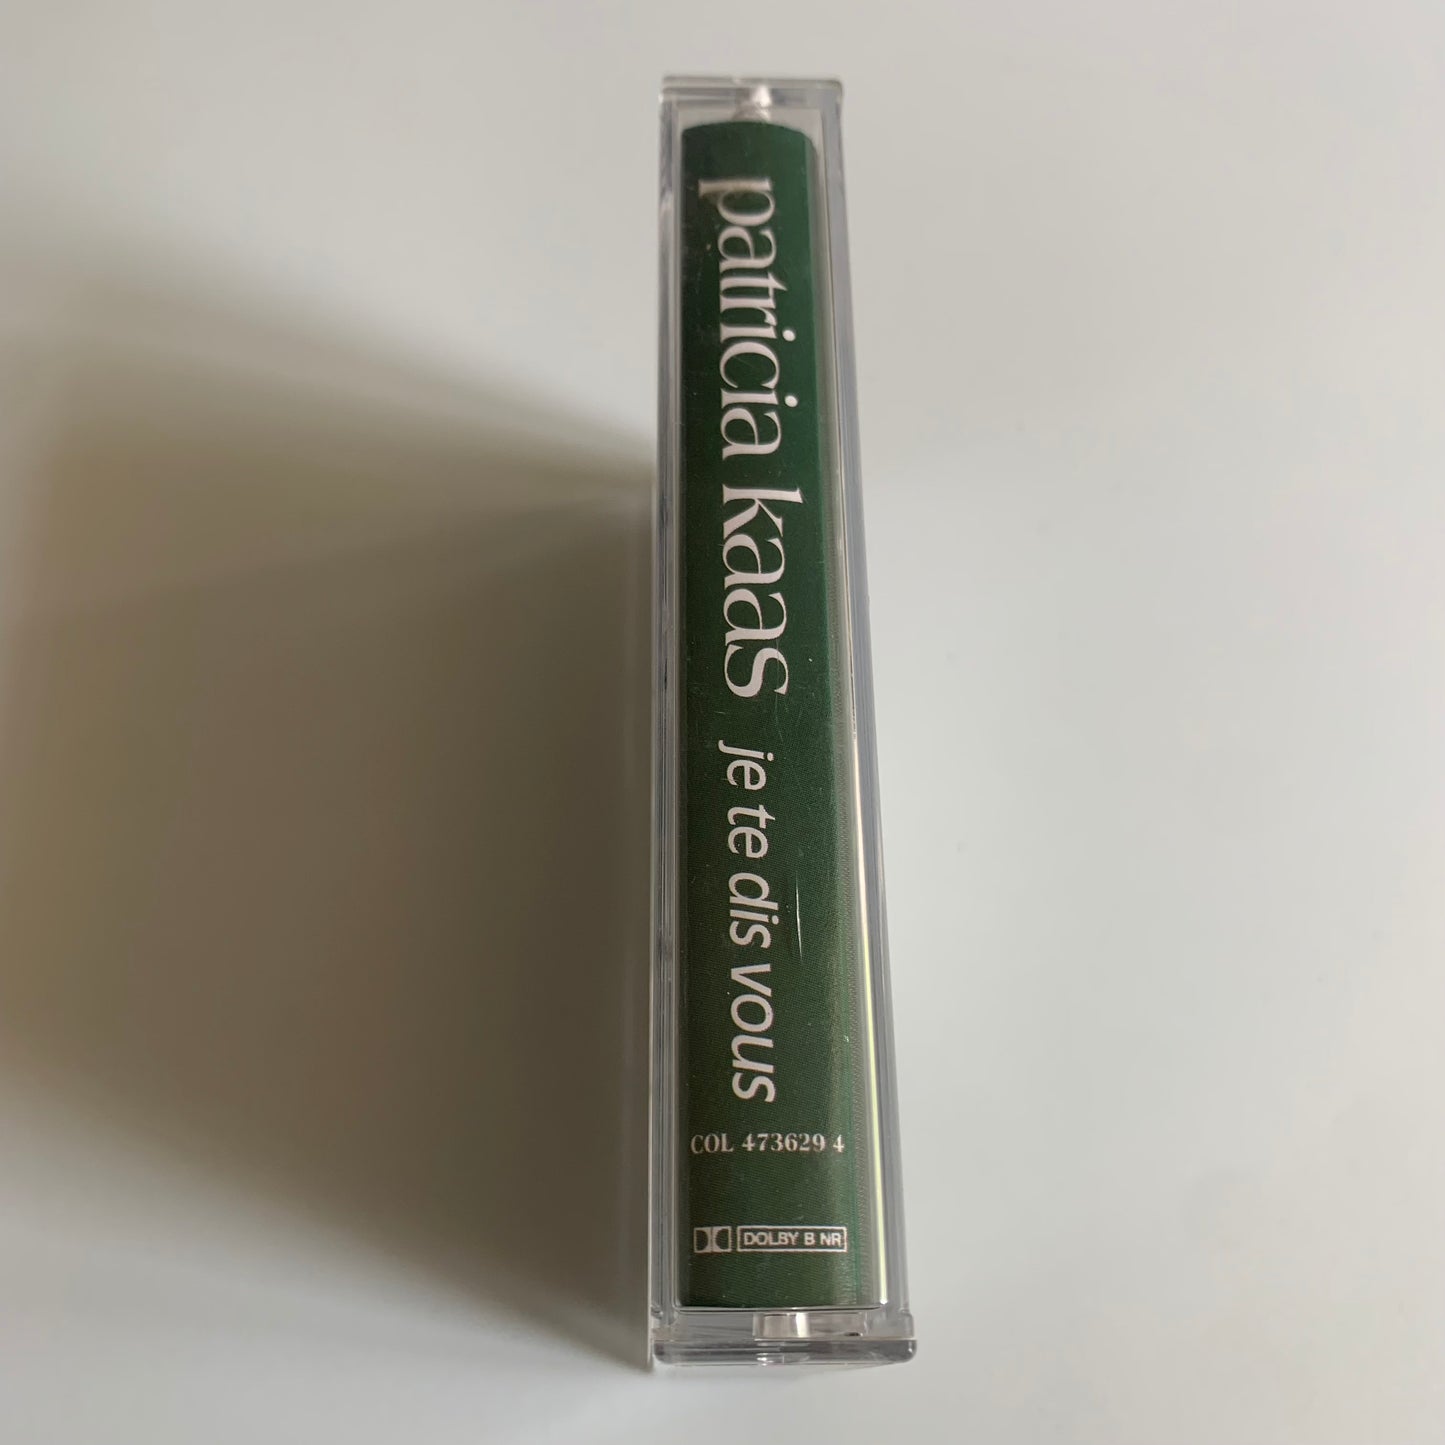 patricia kaas je te dis vous
COL 473629 4
DOLBY B NR